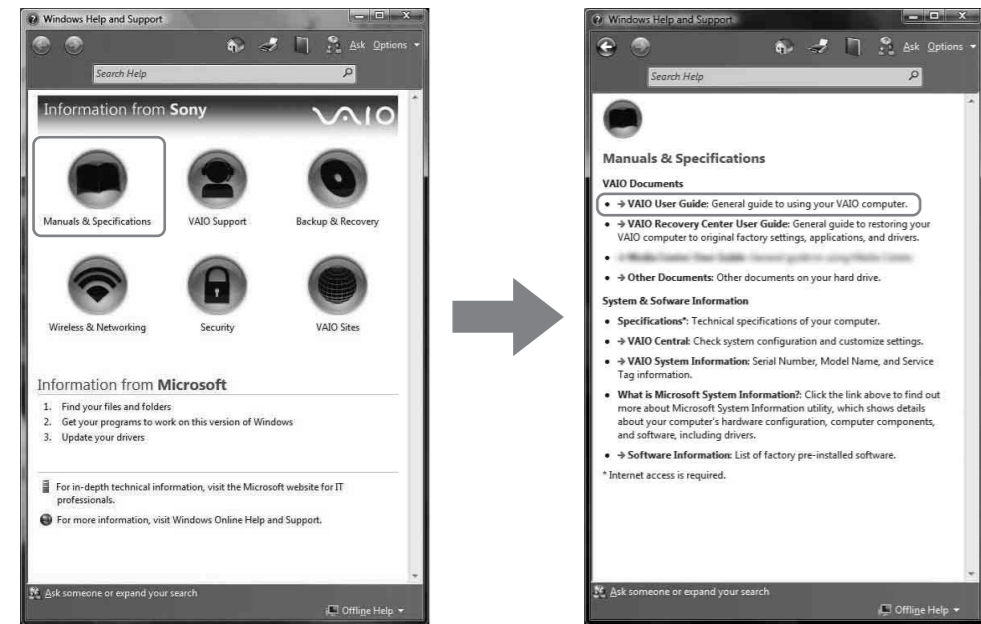 Windows Help and Support
Ask Options
Search Help
Information from Sony
VAIO
Manuals & Specifications
VAIO Support
Backup & Recovery
Wireless & Networking
Security
VAIO Sites
Information from Microsoft
1. Find your files and folders
2. Get your programs to work on this version of Windows
3. Update your drivers
For in-depth technical information, visit the Microsoft website for IT
professionals.
For more information, visit Windows Online Help and Support.
Ask someone or expand your search
Offline Help
Windows Help and Support
Ask Options
Search Help
Manuals & Specifications
VAIO Documents
• → VAIO User Guide: General guide to using your VAIO computer.
• → VAIO Recovery Center User Guide: General guide to restoring your
VAIO computer to original factory settings, applications, and drivers.
• → Other Documents: Other documents on your hard drive.
System & Sofware Information
• Specifications*: Technical specifications of your computer.
• → VAIO Central: Check system configuration and customize settings.
• → VAIO System Information: Serial Number, Model Name, and Service
Tag information.
• What is Microsoft System Information?: Click the link above to find out
more about Microsoft System Information utility, which shows details
about your computer's hardware configuration, computer components,
and software, including drivers.
• → Software Information: List of factory pre-installed software.
* Internet access is required.
Ask someone or expand your search
Offline Help